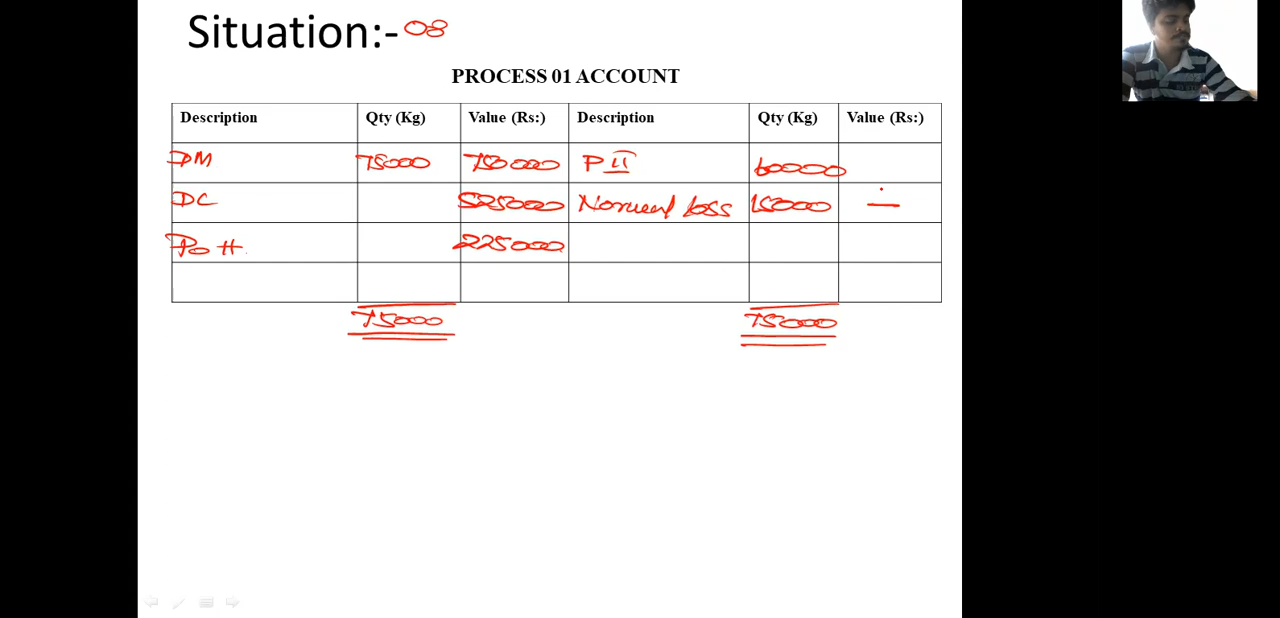 Situation:- 08
PROCESS 01 ACCOUNT
Description Qty (Kg) Value (Rs:) Description Qty (Kg) Value (Rs:)
DM 75000 750000 P II 60000
DC 525000 Normal Loss 15000 —
PoH 225000
75000 75000